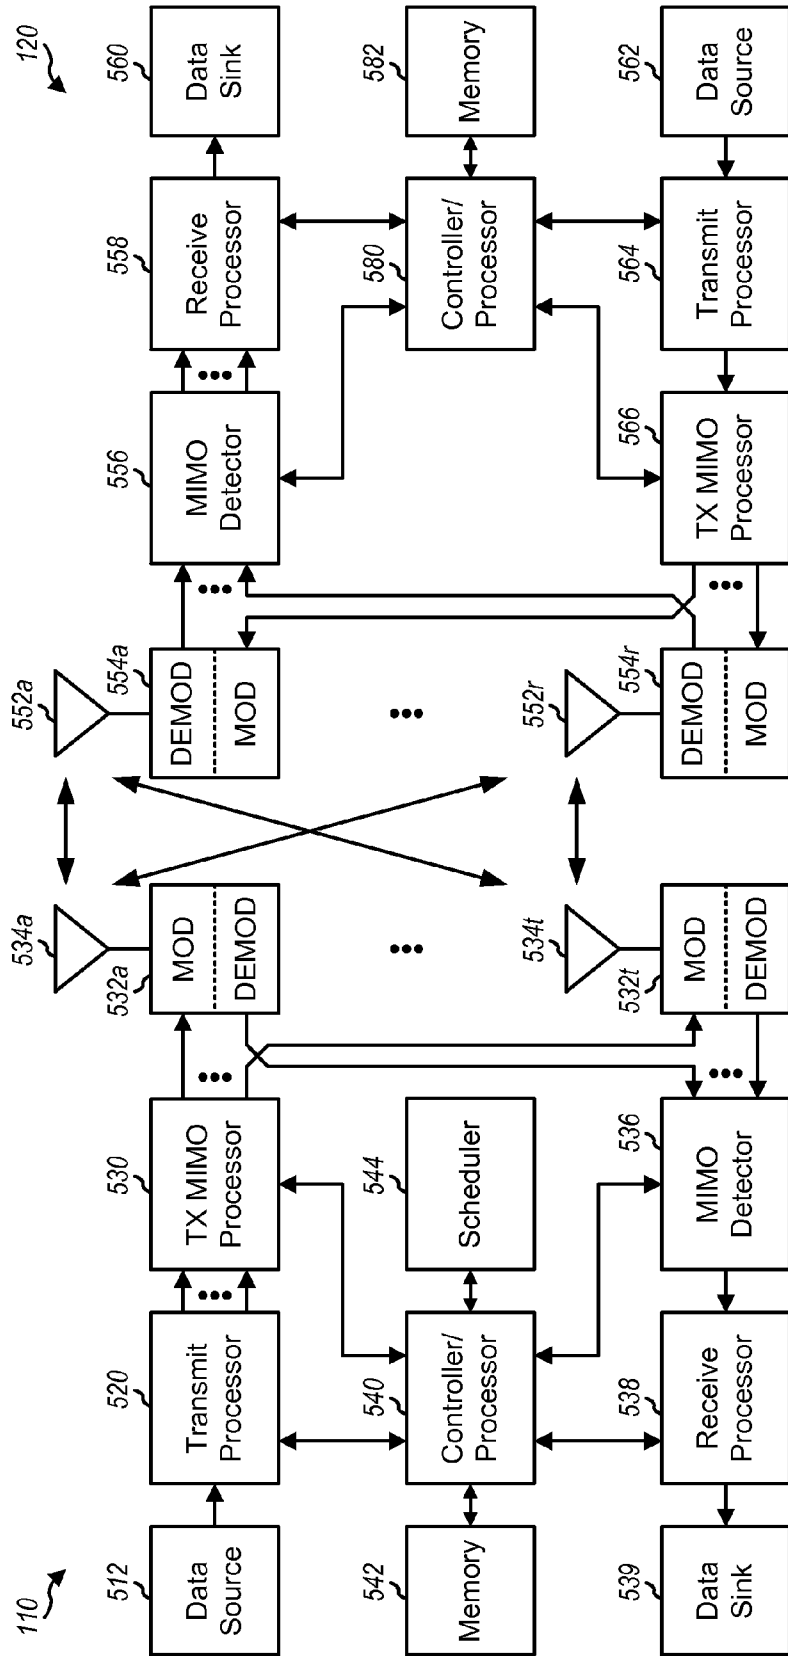 110
120
512
Data
Source
520
Transmit
Processor
530
TX MIMO
Processor
532a
MOD
DEMOD
534a
552a
554a
DEMOD
MOD
556
MIMO
Detector
558
Receive
Processor
560
Data
Sink
542
Memory
540
Controller/
Processor
544
Scheduler
580
Controller/
Processor
582
Memory
539
Data
Sink
538
Receive
Processor
536
MIMO
Detector
532t
MOD
DEMOD
534t
552r
554r
DEMOD
MOD
566
TX MIMO
Processor
564
Transmit
Processor
562
Data
Source